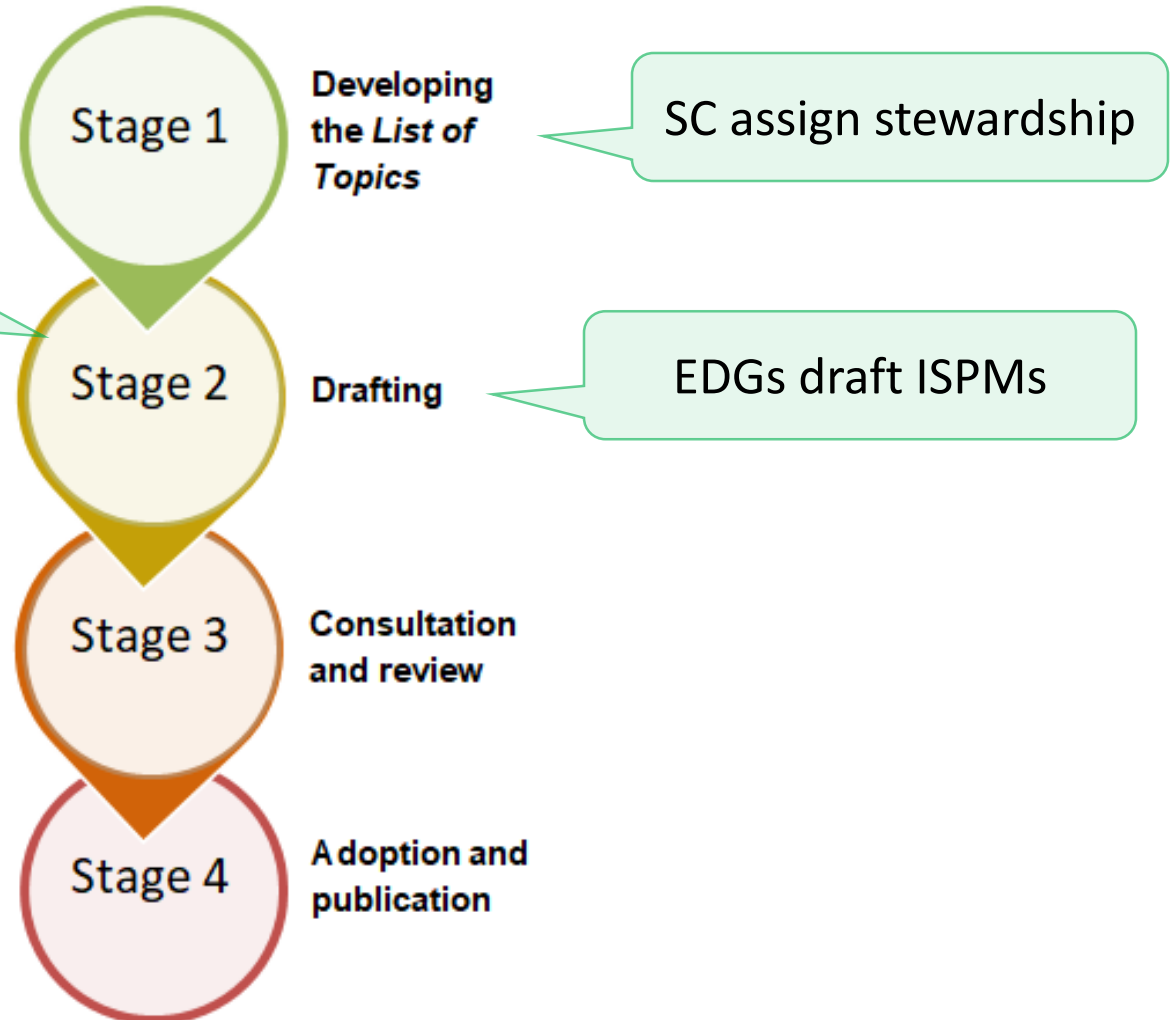 Stage 1
Developing
the List of
Topics
SC assign stewardship
Stage 2
Drafting
EDGs draft ISPMs
Stage 3
Consultation
and review
Stage 4
Adoption and
publication